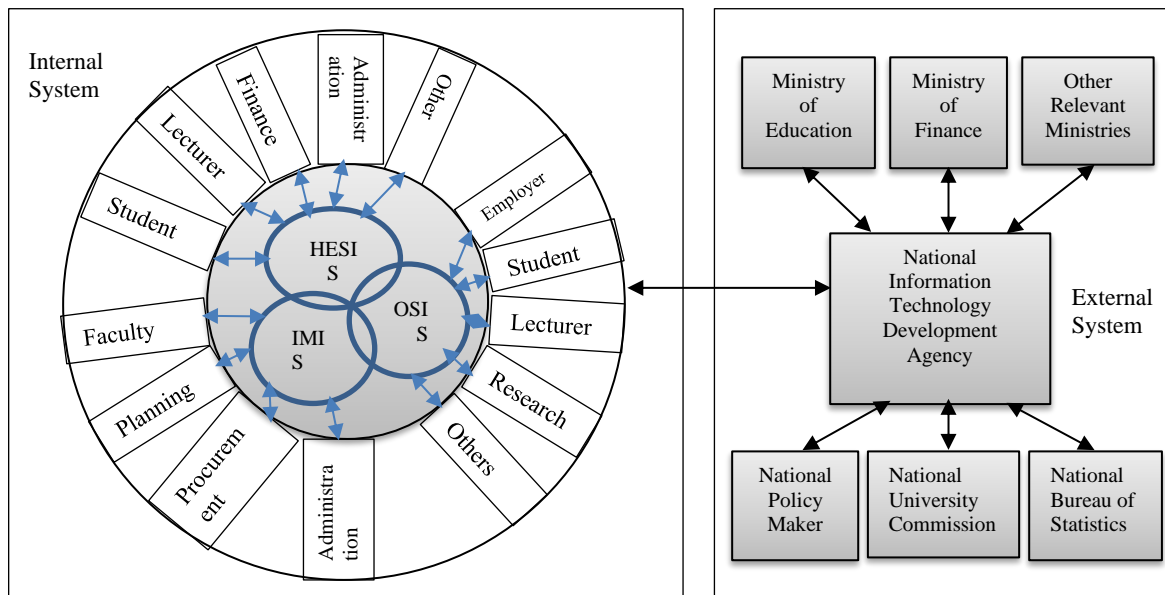 Internal
System
Student
Lecturer
Finance
Administr
ation
Other
Employer
Student
Lecturer
Research
Others
Administra
tion
Procurem
ent
Planning
Faculty
HESI
S
OSI
S
IMI
S
Ministry
of
Education
Ministry
of
Finance
Other
Relevant
Ministries
National
Information
Technology
Development
Agency
External
System
National
Policy
Maker
National
University
Commission
National
Bureau of
Statistics